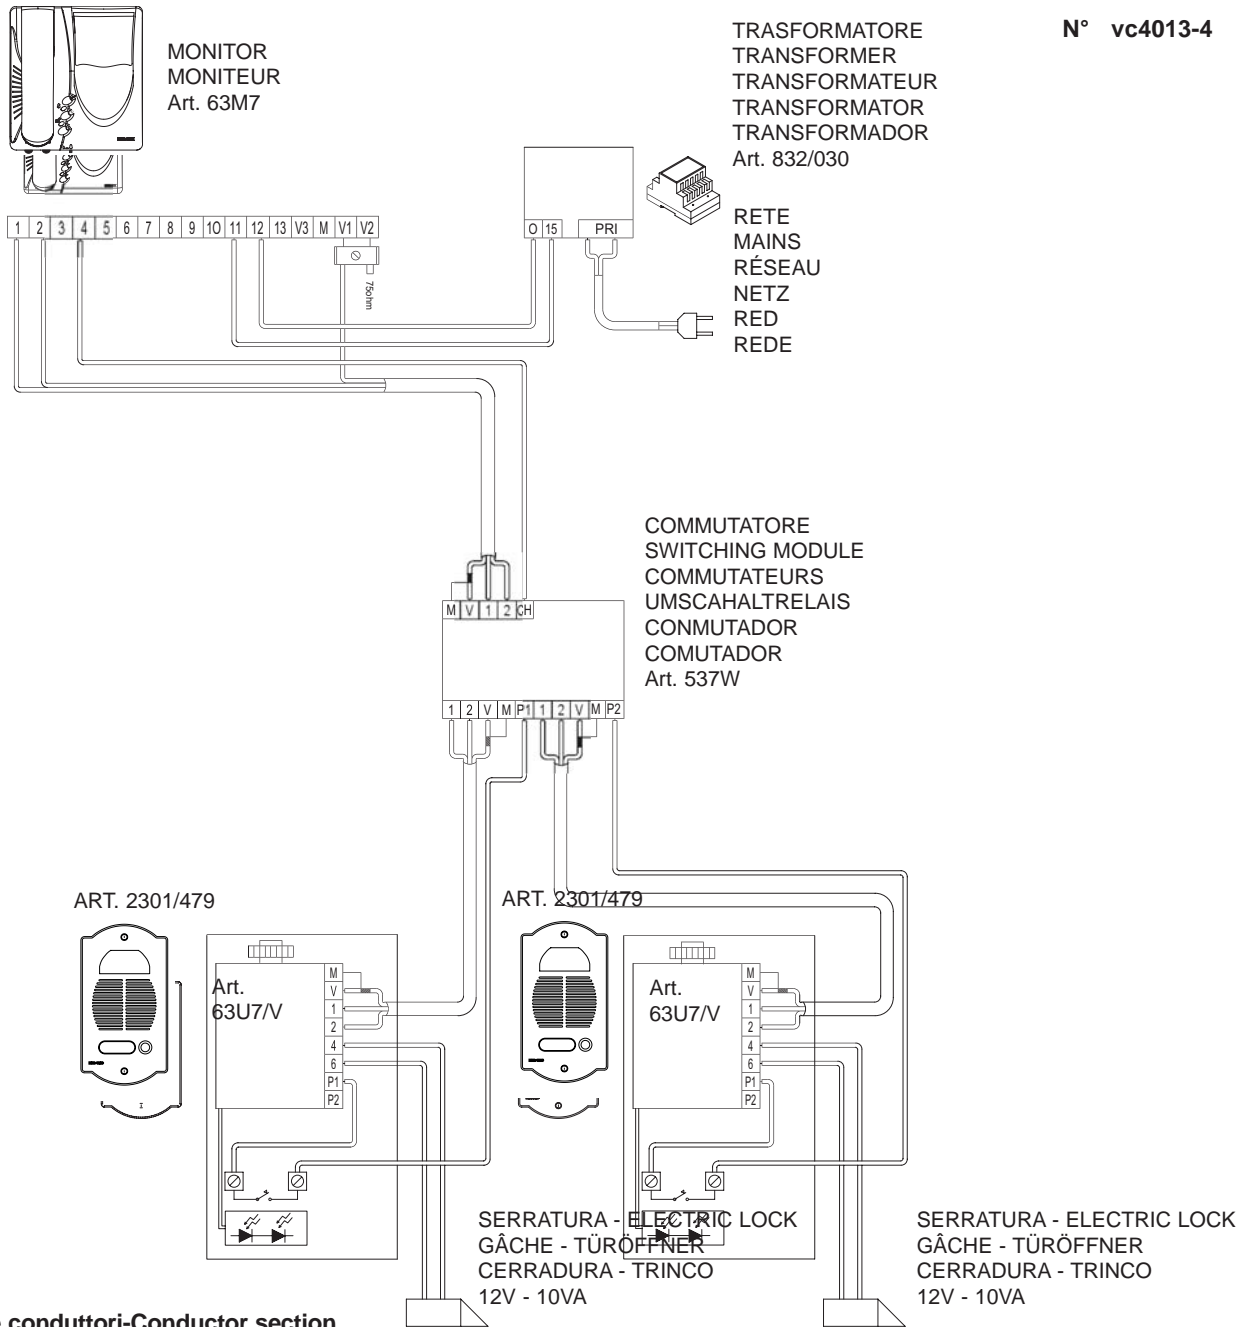 N° vc4013-4
MONITOR
MONITEUR
Art. 63M7
TRASFORMATORE
TRANSFORMER
TRANSFORMATEUR
TRANSFORMATOR
TRANSFORMADOR
Art. 832/030
RETE
MAINS
RÉSEAU
NETZ
RED
REDE
1 2 3 4 5 6 7 8 9 10 11 12 13 V3 M V1 V2
O 15 PRI
75ohm
COMMUTATORE
SWITCHING MODULE
COMMUTATEURS
UMSCAHALTRELAIS
CONMUTADOR
COMUTADOR
Art. 537W
M V 1 2 CH
1 2 V M P1 1 2 V M P2
ART. 2301/479
Art.
63U7/V
M
V
1
2
4
6
P1
P2
ART. 2301/479
Art.
63U7/V
M
V
1
2
4
6
P1
P2
SERRATURA - ELECTRIC LOCK
GÂCHE - TÜRÖFFNER
CERRADURA - TRINCO
12V - 10VA
SERRATURA - ELECTRIC LOCK
GÂCHE - TÜRÖFFNER
CERRADURA - TRINCO
12V - 10VA
conduttori-Conductor section